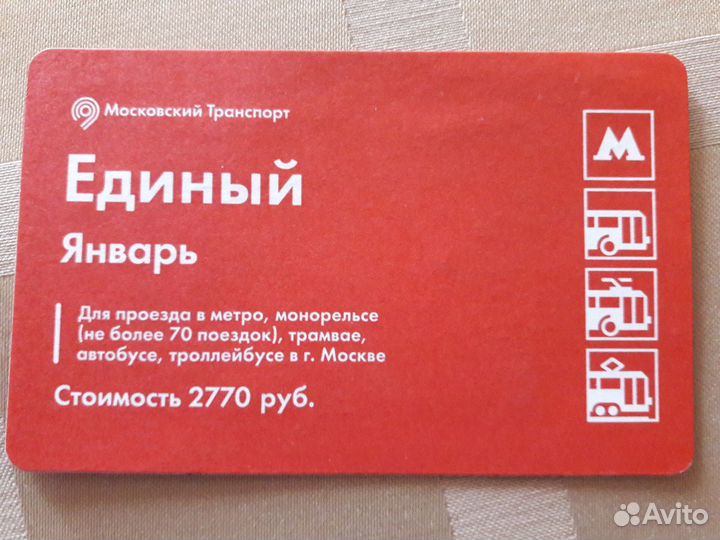 Московский Транспорт
Единый
Январь
Для проезда в метро, монорельсе
(не более 70 поездок), трамвае,
автобусе, троллейбусе в г. Москве
Стоимость 2770 руб.
М
Avito